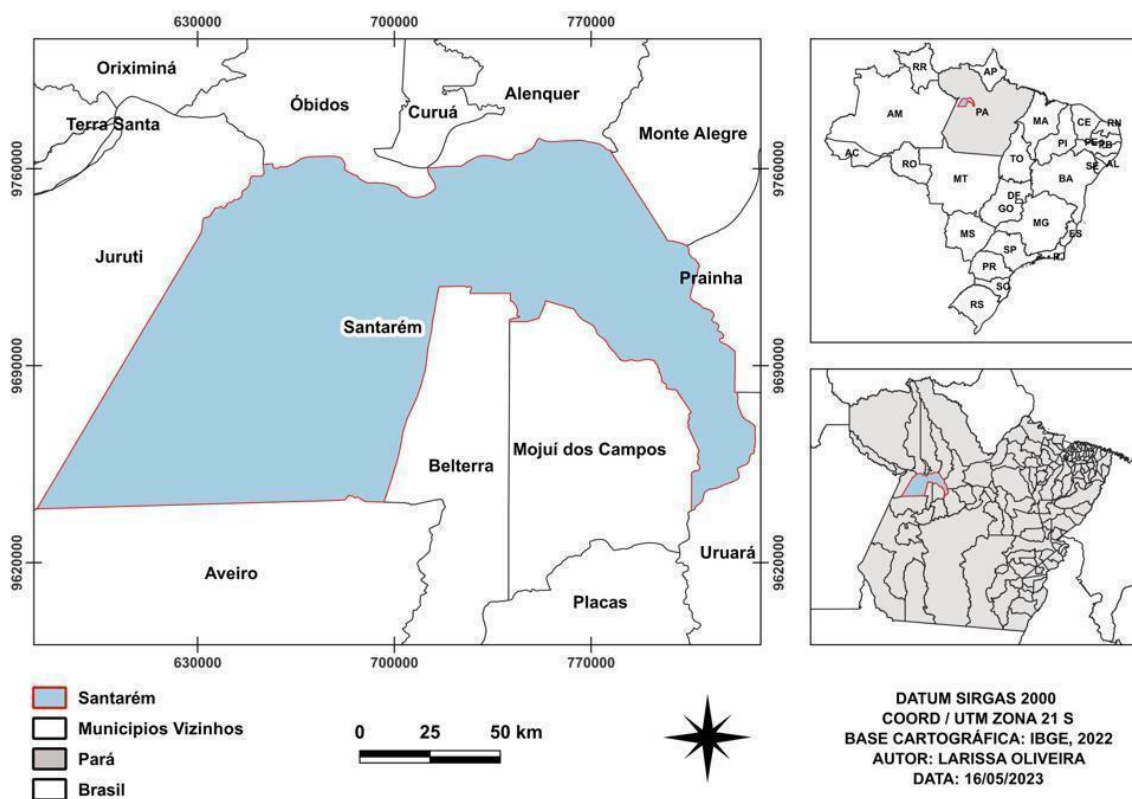 630000
700000
770000
Oriximiná
Terra Santa
Óbidos
Curuá
Alenquer
Monte Alegre
9760000
9760000
Juruti
Prainha
Santarém
9690000
9690000
Belterra
Mojuí dos Campos
Aveiro
Uruará
Placas
9620000
9620000
630000
700000
770000
RR
AP
AM
PA
MA
CE
RN
PI
PE
PB
AC
RO
TO
SE
AL
MT
BA
DF
GO
MS
MG
ES
SP
RJ
PR
SC
RS
Santarém
Municipios Vizinhos
Pará
Brasil
0 25 50 km
DATUM SIRGAS 2000
COORD / UTM ZONA 21 S
BASE CARTOGRÁFICA: IBGE, 2022
AUTOR: LARISSA OLIVEIRA
DATA: 16/05/2023